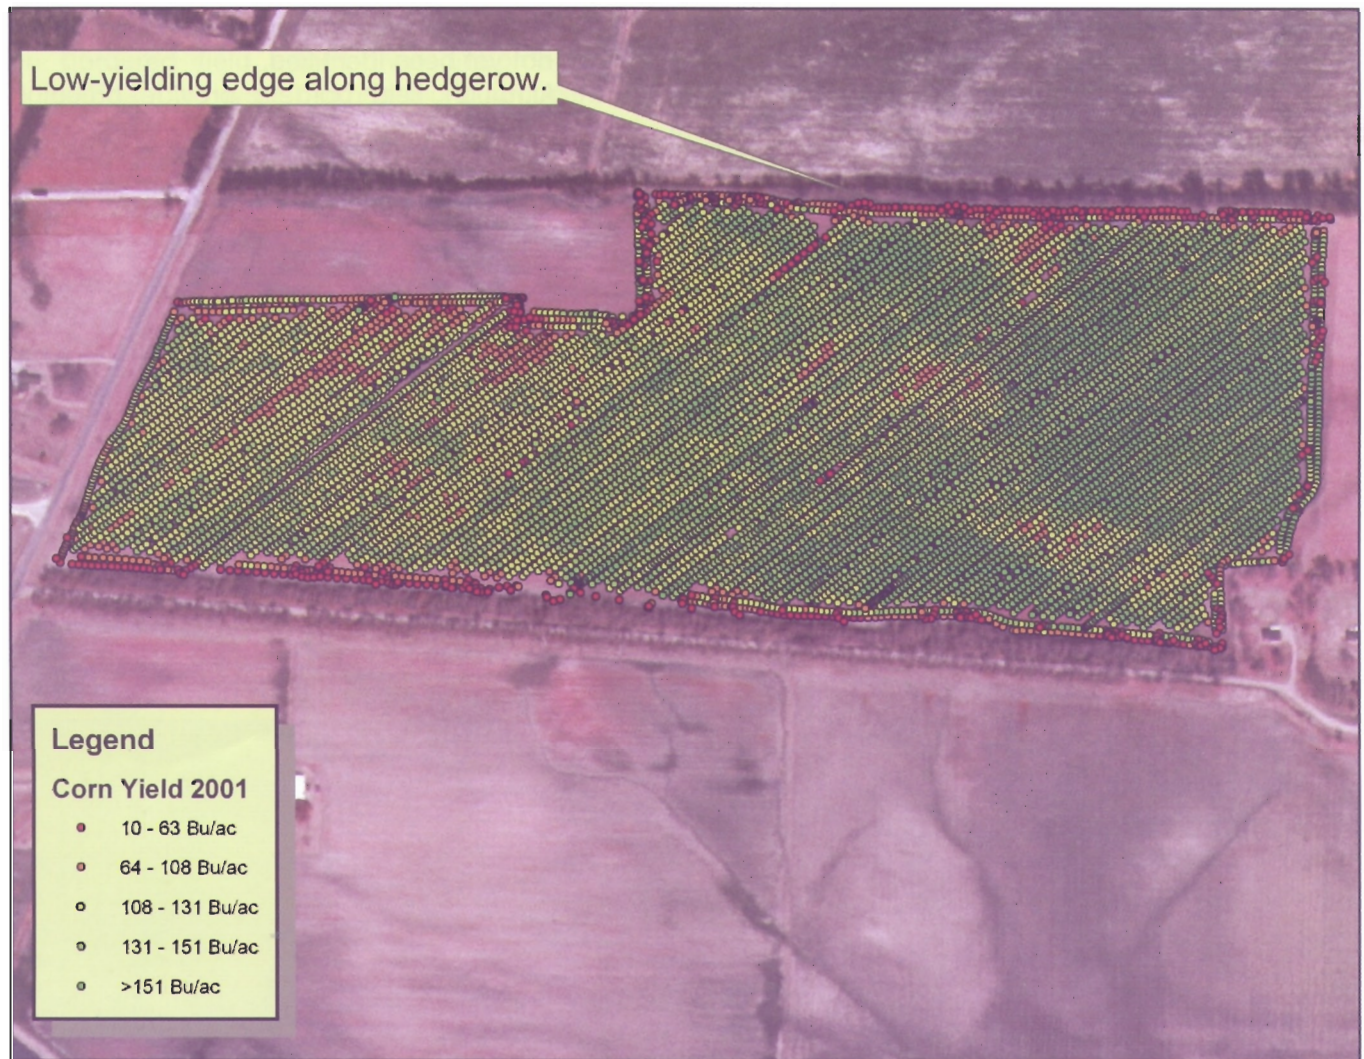 Low-yielding edge along hedgerow.
Legend
Corn Yield 2001
10 - 63 Bu/ac
64 - 108 Bu/ac
108 - 131 Bu/ac
131 - 151 Bu/ac
>151 Bu/ac